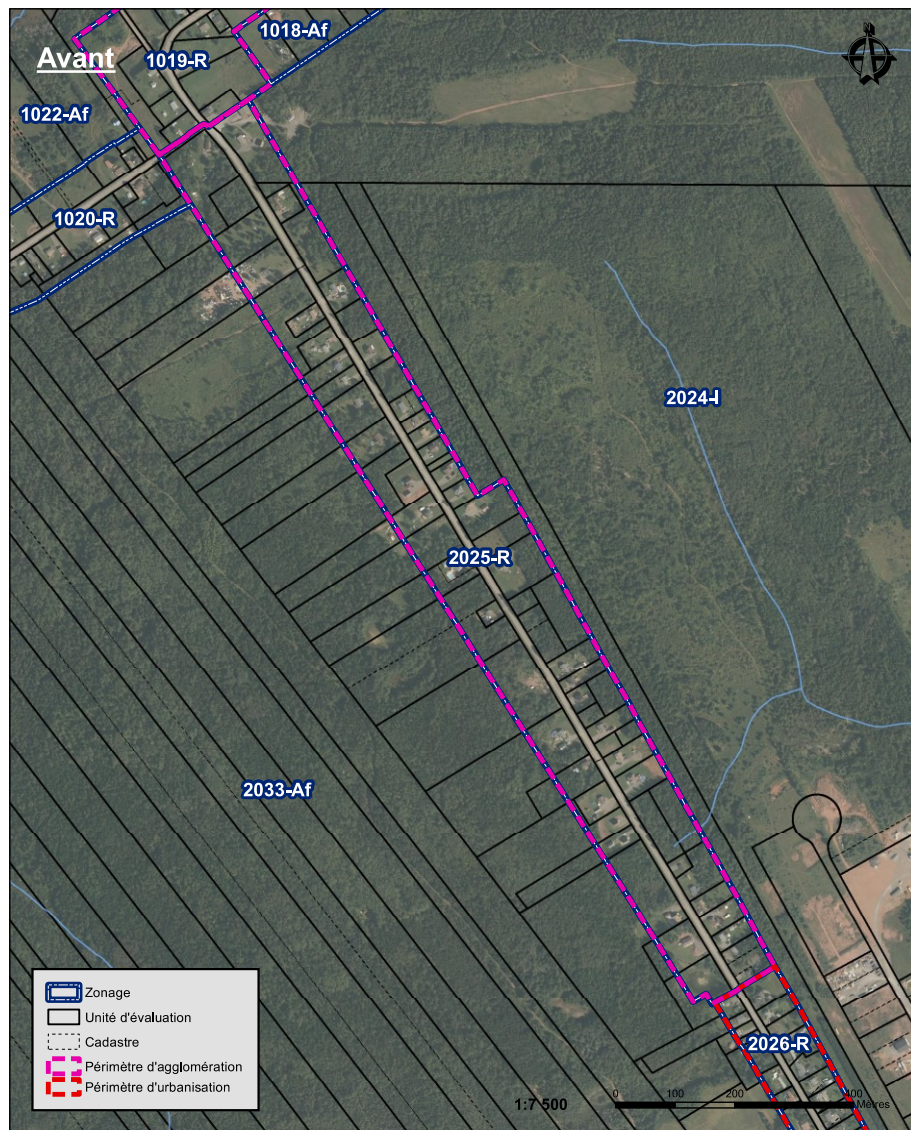 Avant
1018-Af
1019-R
N
1022-Af
1020-R
2024-I
2025-R
2033-Af
2026-R
Zonage
Unité d'évaluation
Cadastre
Périmètre d'agglomération
Périmètre d'urbanisation
1:7 500
0 100 200 400
Mètres